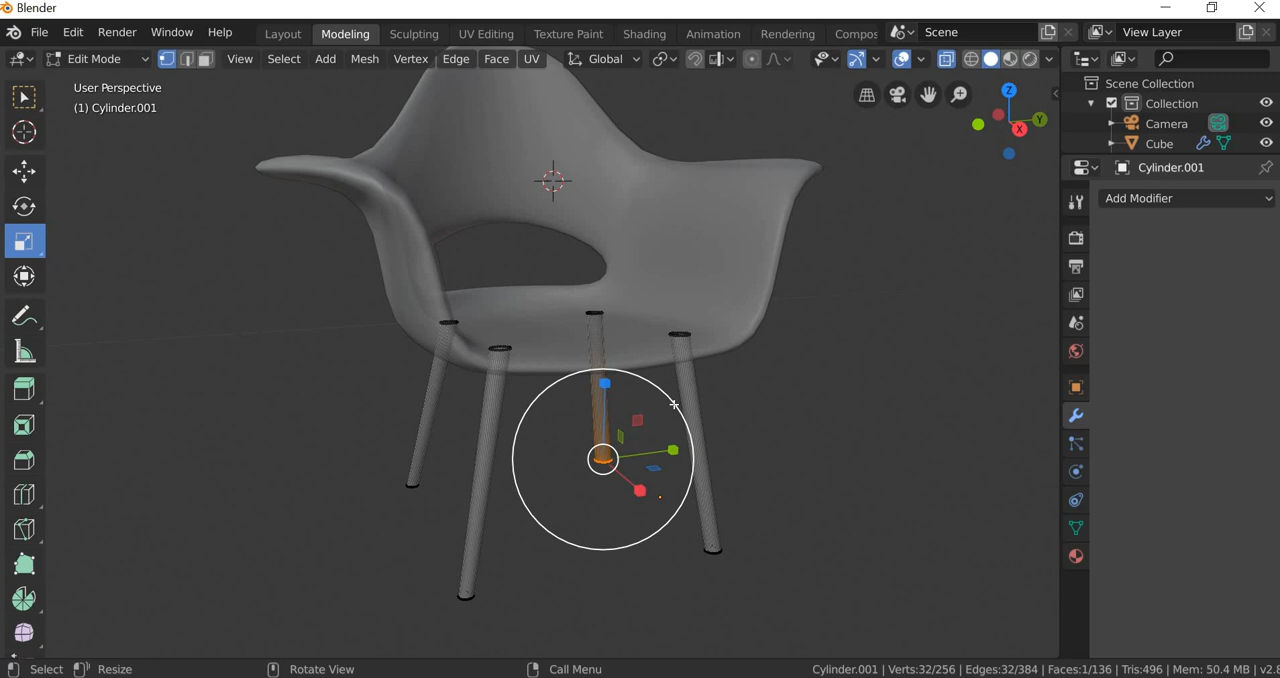 Blender
File Edit Render Window Help Layout Modeling Sculpting UV Editing Texture Paint Shading Animation Rendering Compos Scene View Layer
Edit Mode View Select Add Mesh Vertex Edge Face UV Global
User Perspective
(1) Cylinder.001
Z
Y
X
Scene Collection
Collection
Camera
Cube
Cylinder.001
Add Modifier
Select Resize Rotate View Call Menu Cylinder.001 | Verts:32/256 | Edges:32/384 | Faces:1/136 | Tris:496 | Mem: 50.4 MB | v2.8